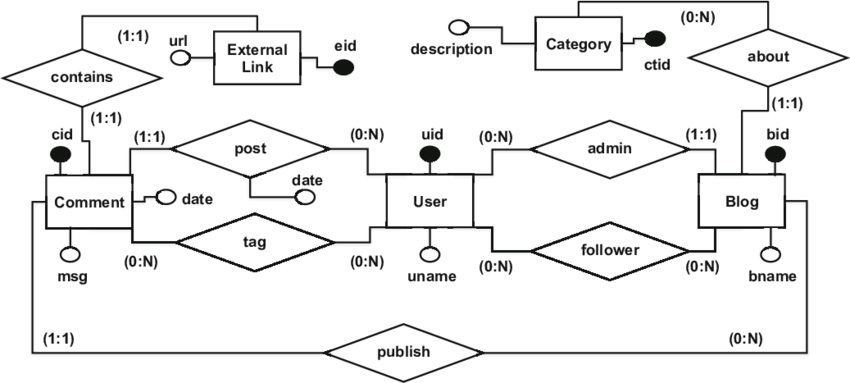 (1:1)
url
External
Link
eid
description
Category
ctid
(0:N)
contains
about
(1:1)
(1:1)
cid
(1:1)
post
(0:N)
uid
(0:N)
admin
(1:1)
bid
Comment
date
date
User
Blog
msg
(0:N)
tag
(0:N)
uname
(0:N)
follower
(0:N)
bname
(1:1)
publish
(0:N)